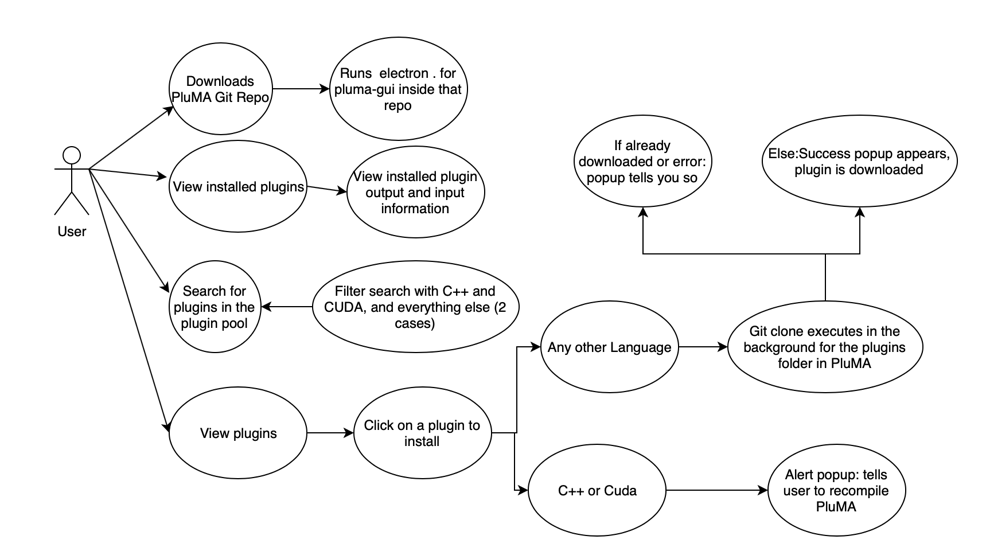 Downloads
PluMA Git Repo
Runs  electron . for
pluma-gui inside that
repo
If already
downloaded or error:
popup tells you so
Else:Success popup appears,
plugin is downloaded
User
View installed plugins
View installed plugin
output and input
information
Search for
plugins in the
plugin pool
Filter search with C++ and
CUDA, and everything else (2
cases)
Any other Language
Git clone executes in the
background for the plugins
folder in PluMA
View plugins
Click on a plugin to
install
C++ or Cuda
Alert popup: tells
user to recompile
PluMA